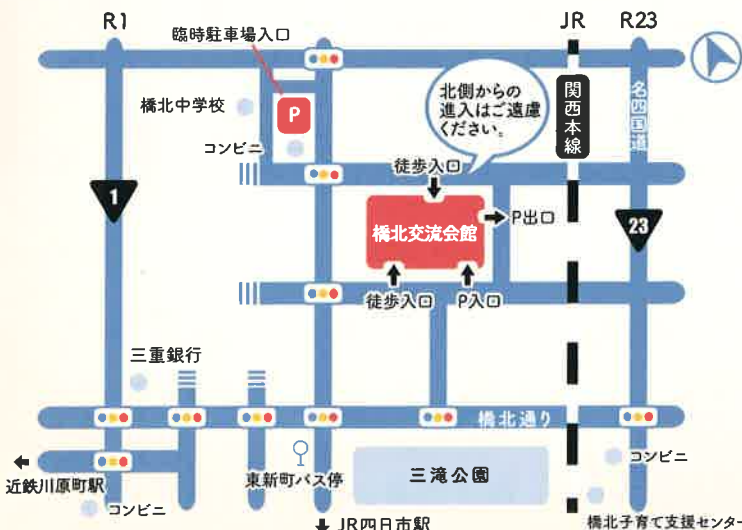 R1
臨時駐車場入口
JR
R23
橋北中学校
P
コンビニ
北側からの
進入はご遠慮
ください。
関西本線
名四国道
徒歩入口
1
橋北交流会館
P出口
23
徒歩入口
P入口
三重銀行
橋北通り
近鉄川原町駅
コンビニ
東新町バス停
三滝公園
コンビニ
JR四日市駅
橋北子育て支援センター